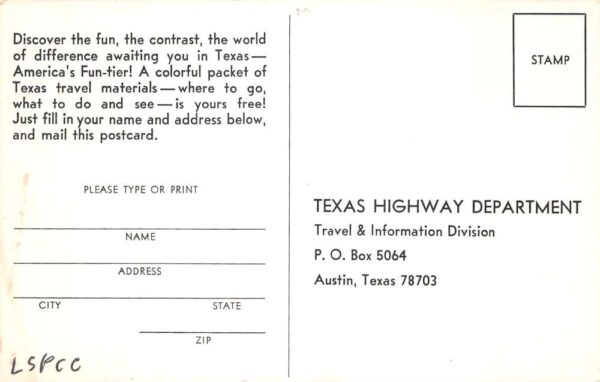 Discover the fun, the contrast, the world
of difference awaiting you in Texas—
America's Fun-tier! A colorful packet of
Texas travel materials—where to go,
what to do and see—is yours free!
Just fill in your name and address below,
and mail this postcard.
PLEASE TYPE OR PRINT
NAME
ADDRESS
CITY STATE
ZIP
LSPCC
STAMP
TEXAS HIGHWAY DEPARTMENT
Travel & Information Division
P. O. Box 5064
Austin, Texas 78703